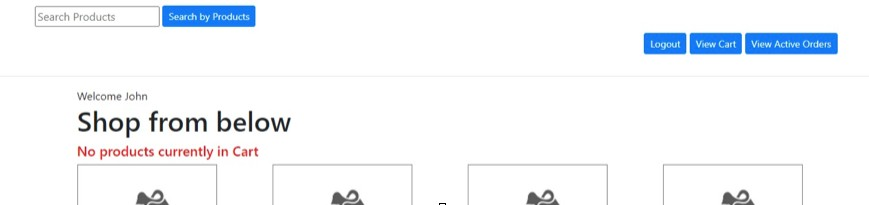 Search Products
Search by Products
Logout
View Cart
View Active Orders
Welcome John
Shop from below
No products currently in Cart